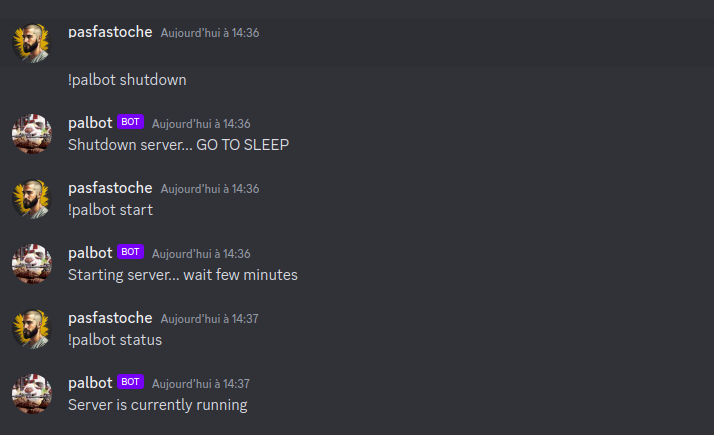 pasfastoche Aujourd'hui à 14:36
!palbot shutdown
palbot BOT Aujourd'hui à 14:36
Shutdown server... GO TO SLEEP
pasfastoche Aujourd'hui à 14:36
!palbot start
palbot BOT Aujourd'hui à 14:36
Starting server... wait few minutes
pasfastoche Aujourd'hui à 14:37
!palbot status
palbot BOT Aujourd'hui à 14:37
Server is currently running